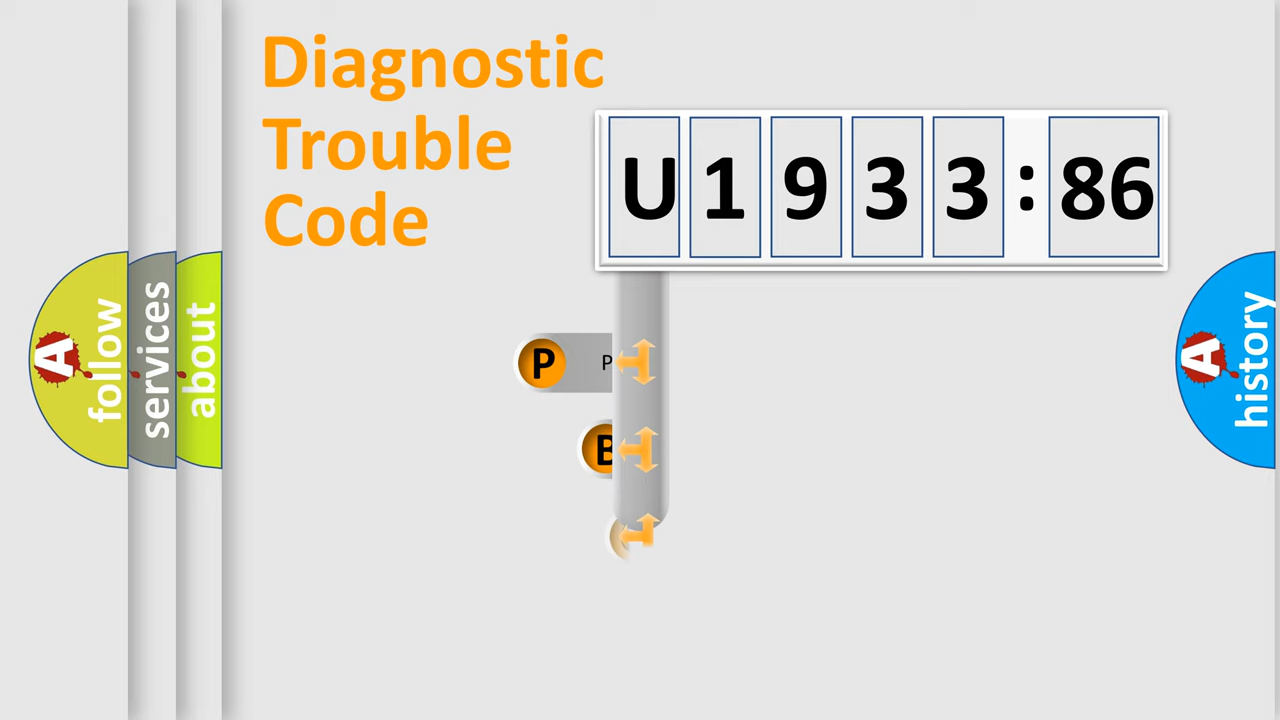 Diagnostic
Trouble
Code
U1933:86
P P
B
A follow
services
about
A history